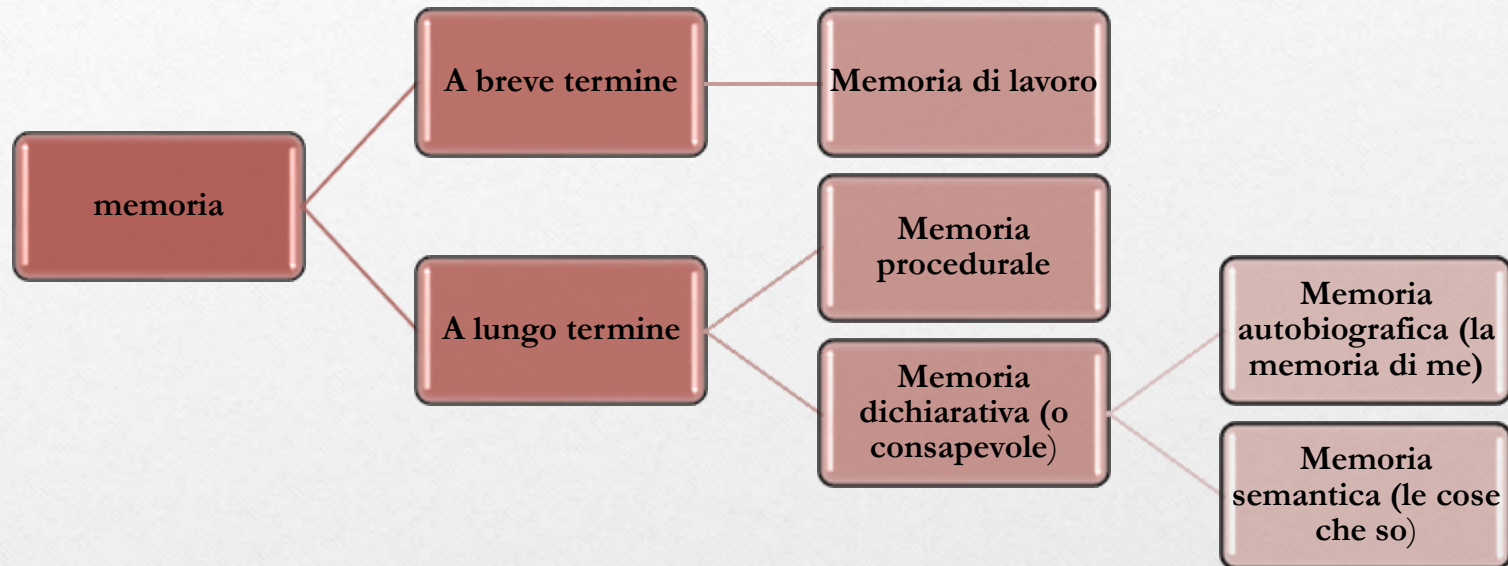 memoria
A breve termine
Memoria di lavoro
A lungo termine
Memoria
procedurale
Memoria
dichiarativa (o
consapevole)
Memoria
autobiografica (la
memoria di me)
Memoria
semantica (le cose
che so)